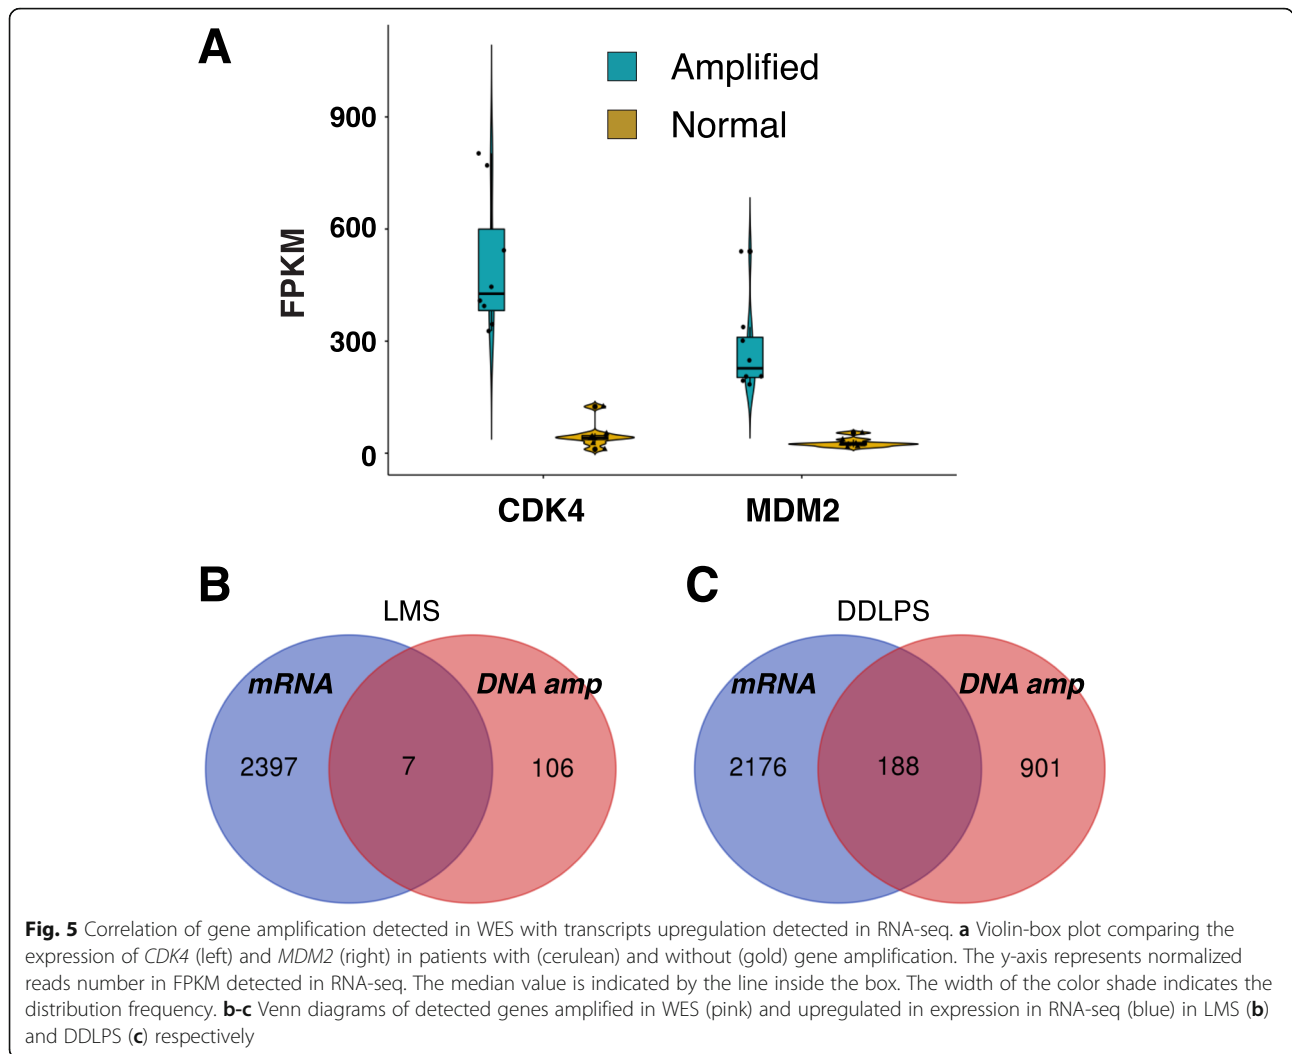 A
Amplified
Normal
900
600
300
0
FPKM
CDK4
MDM2
B
LMS
mRNA
DNA amp
2397
7
106
C
DDLPS
mRNA
DNA amp
2176
188
901
Fig. 5 Correlation of gene amplification detected in WES with transcripts upregulation detected in RNA-seq. a Violin-box plot comparing the
expression of CDK4 (left) and MDM2 (right) in patients with (cerulean) and without (gold) gene amplification. The y-axis represents normalized
reads number in FPKM detected in RNA-seq. The median value is indicated by the line inside the box. The width of the color shade indicates the
distribution frequency. b-c Venn diagrams of detected genes amplified in WES (pink) and upregulated in expression in RNA-seq (blue) in LMS (b)
and DDLPS (c) respectively